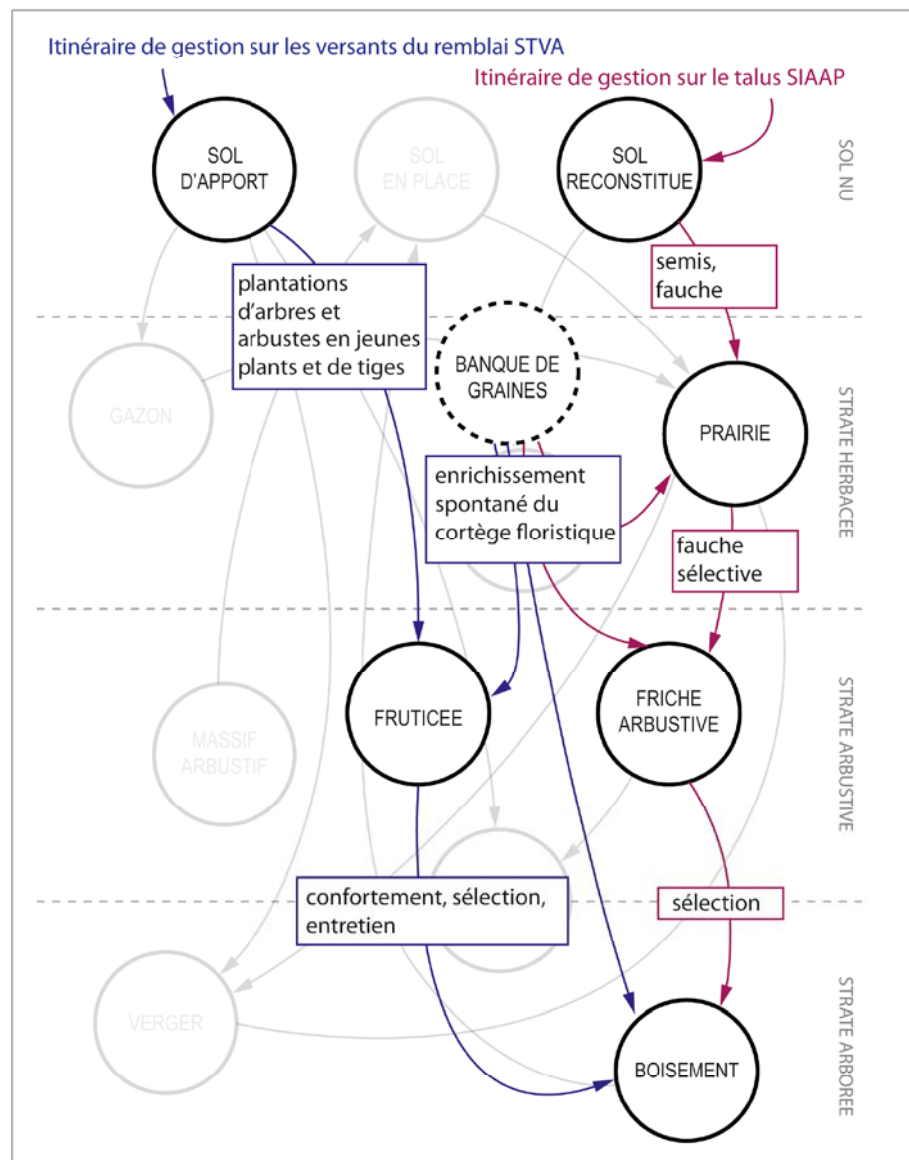 Itinéraire de gestion sur les versants du remblai STVA
Itinéraire de gestion sur le talus SIAAP
SOL
D'APPORT
SOL
EN PLACE
SOL
RECONSTITUE
SOL NU
plantations
d'arbres et
arbustes en jeunes
plants et de tiges
semis,
fauche
BANQUE DE
GRAINES
GAZON
PRAIRIE
STRATE HERBACEE
enrichissement
spontané du
cortège floristique
fauche
sélective
FRUTICEE
FRICHE
ARBUSTIVE
MASSIF
ARBUSTIF
STRATE ARBUSTIVE
confortement, sélection,
entretien
sélection
VERGER
BOISEMENT
STRATE ARBOREE